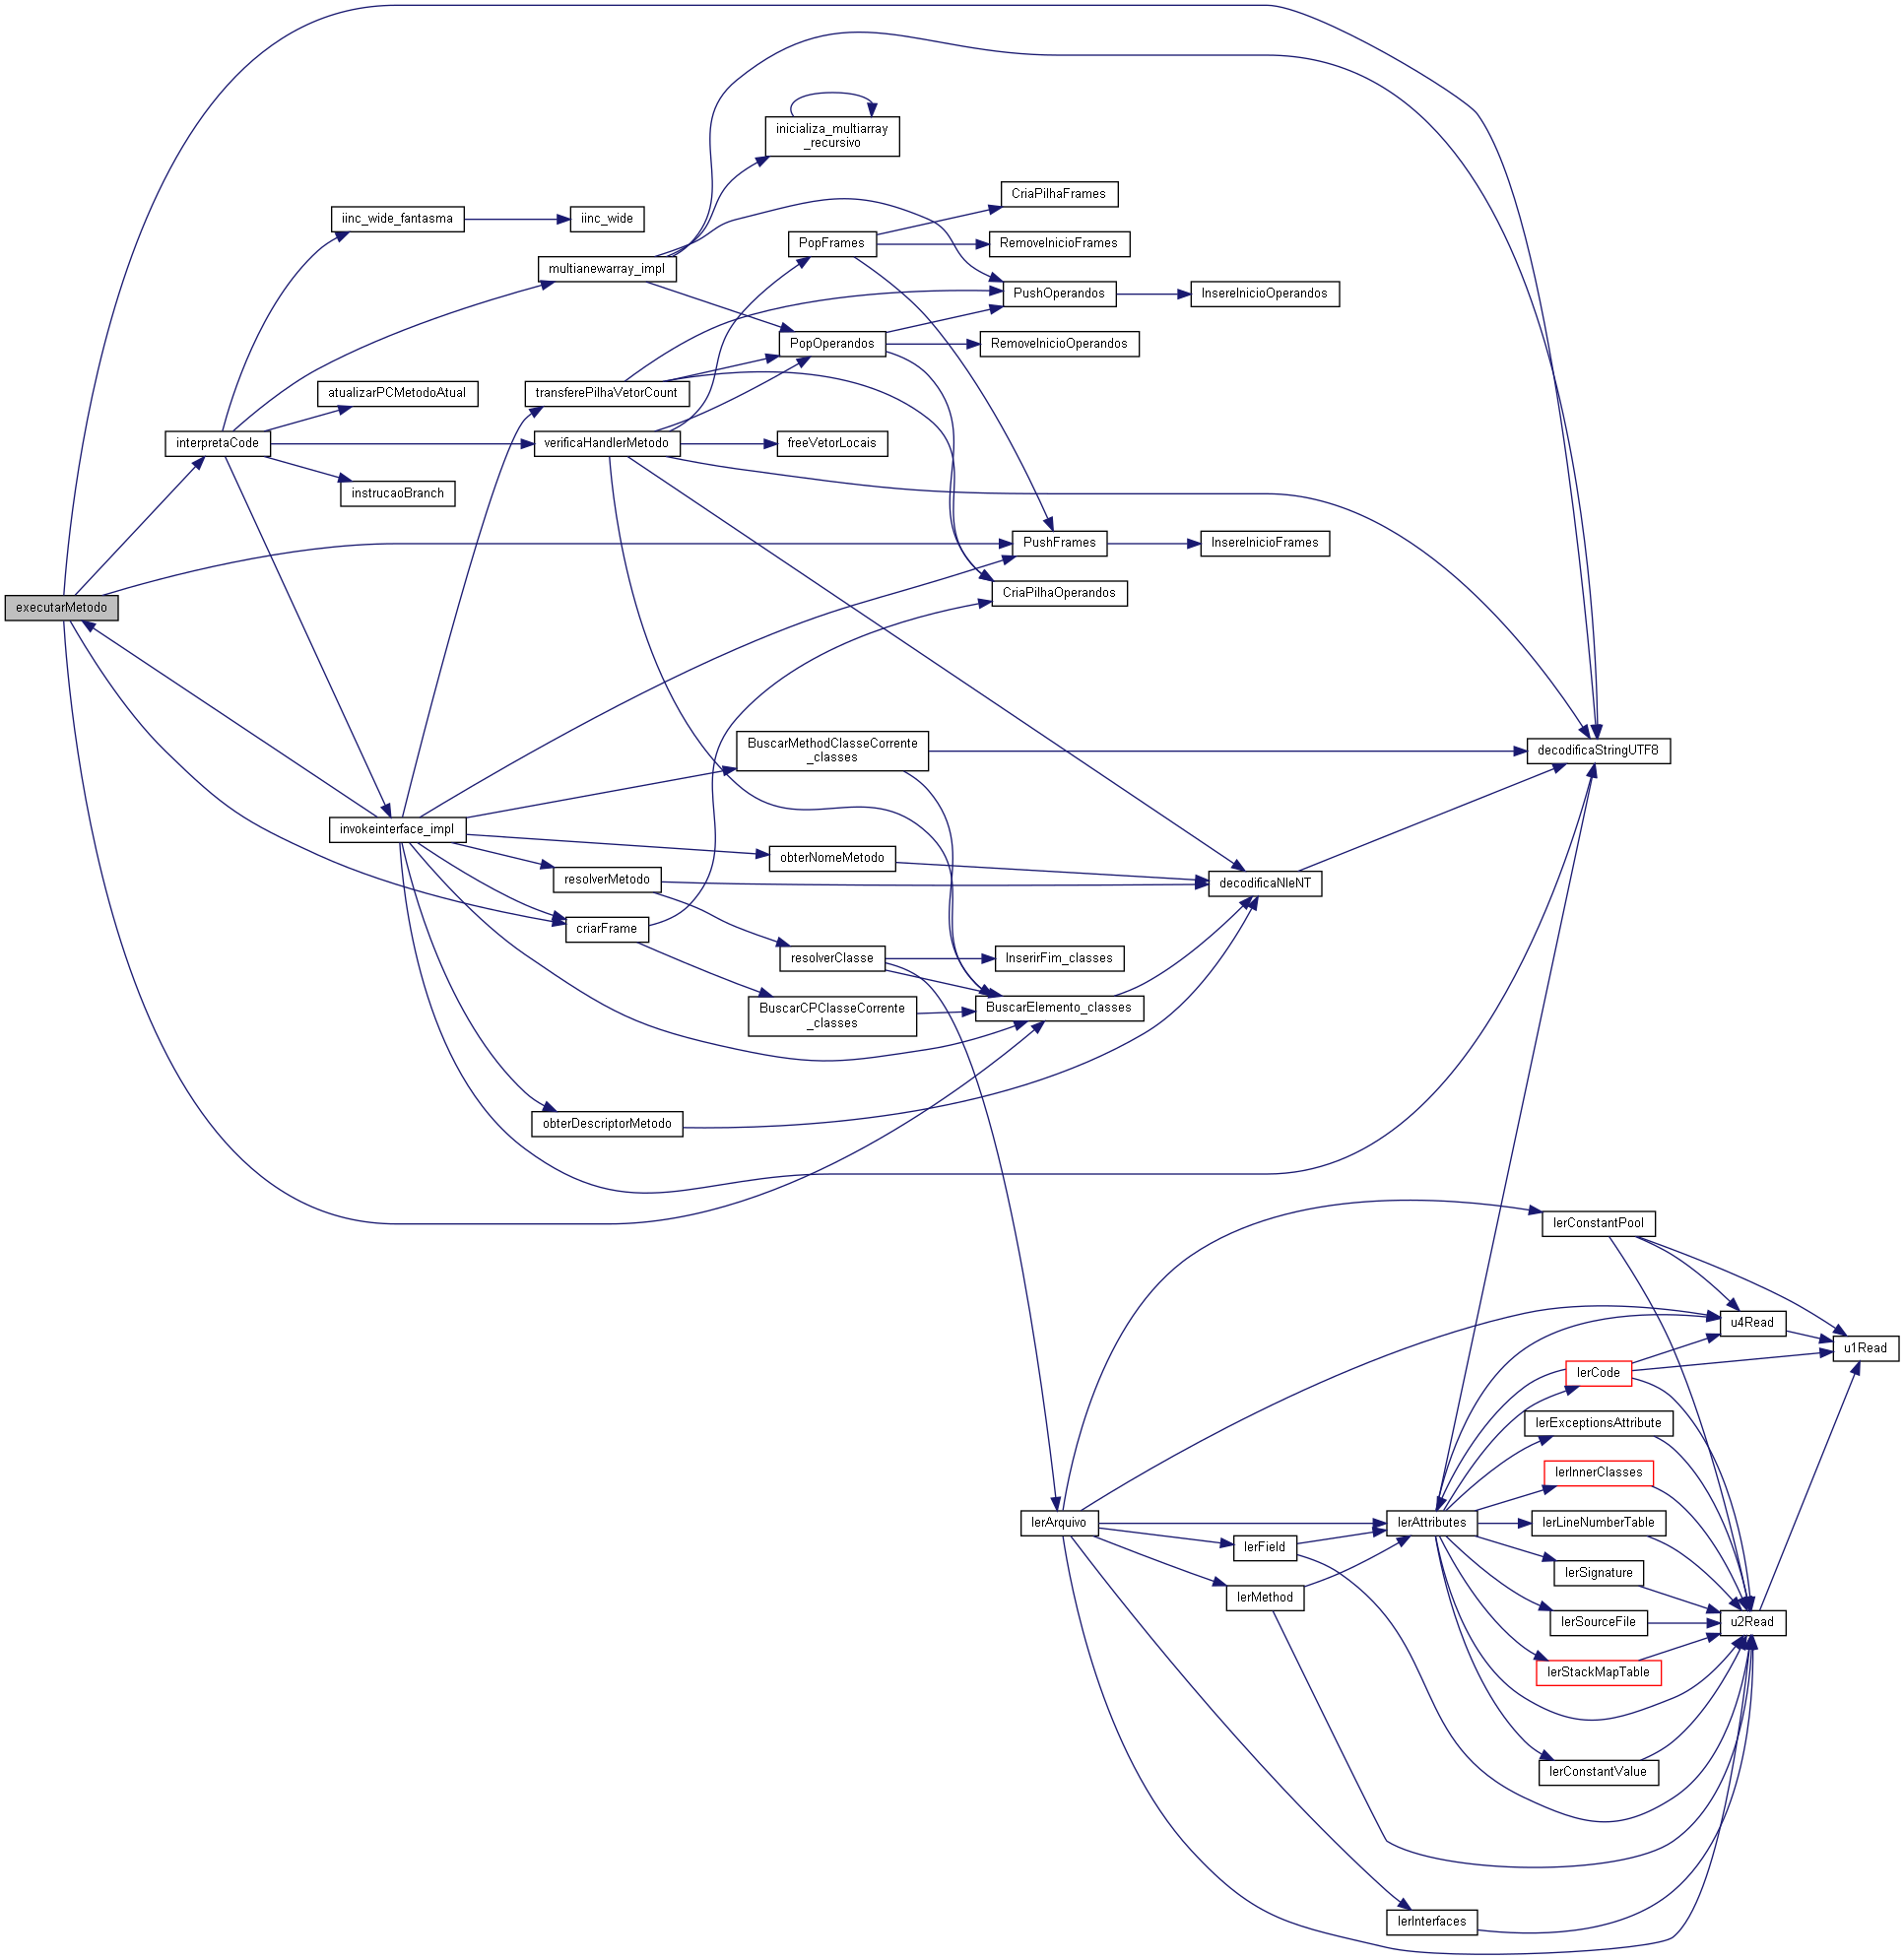 inicializa_multiarray
_recursivo
CriaPilhaFrames
iinc_wide_fantasma
iinc_wide
PopFrames
RemoveInicioFrames
multianewarray_impl
PushOperandos
InsereInicioOperandos
PopOperandos
RemoveInicioOperandos
atualizarPCMetodoAtual
transferePilhaVetorCount
interpretaCode
verificaHandlerMetodo
freeVetorLocais
instrucaoBranch
PushFrames
InsereInicioFrames
CriaPilhaOperandos
executarMetodo
BuscarMethodClasseCorrente
_classes
decodificaStringUTF8
invokeinterface_impl
obterNomeMetodo
resolverMetodo
decodificaNIeNT
criarFrame
resolverClasse
InserirFim_classes
BuscarCPClasseCorrente
_classes
BuscarElemento_classes
obterDescriptorMetodo
lerConstantPool
u4Read
u1Read
lerCode
lerExceptionsAttribute
lerInnerClasses
lerArquivo
lerAttributes
lerLineNumberTable
lerField
lerSignature
lerMethod
lerSourceFile
u2Read
lerStackMapTable
lerConstantValue
lerInterfaces